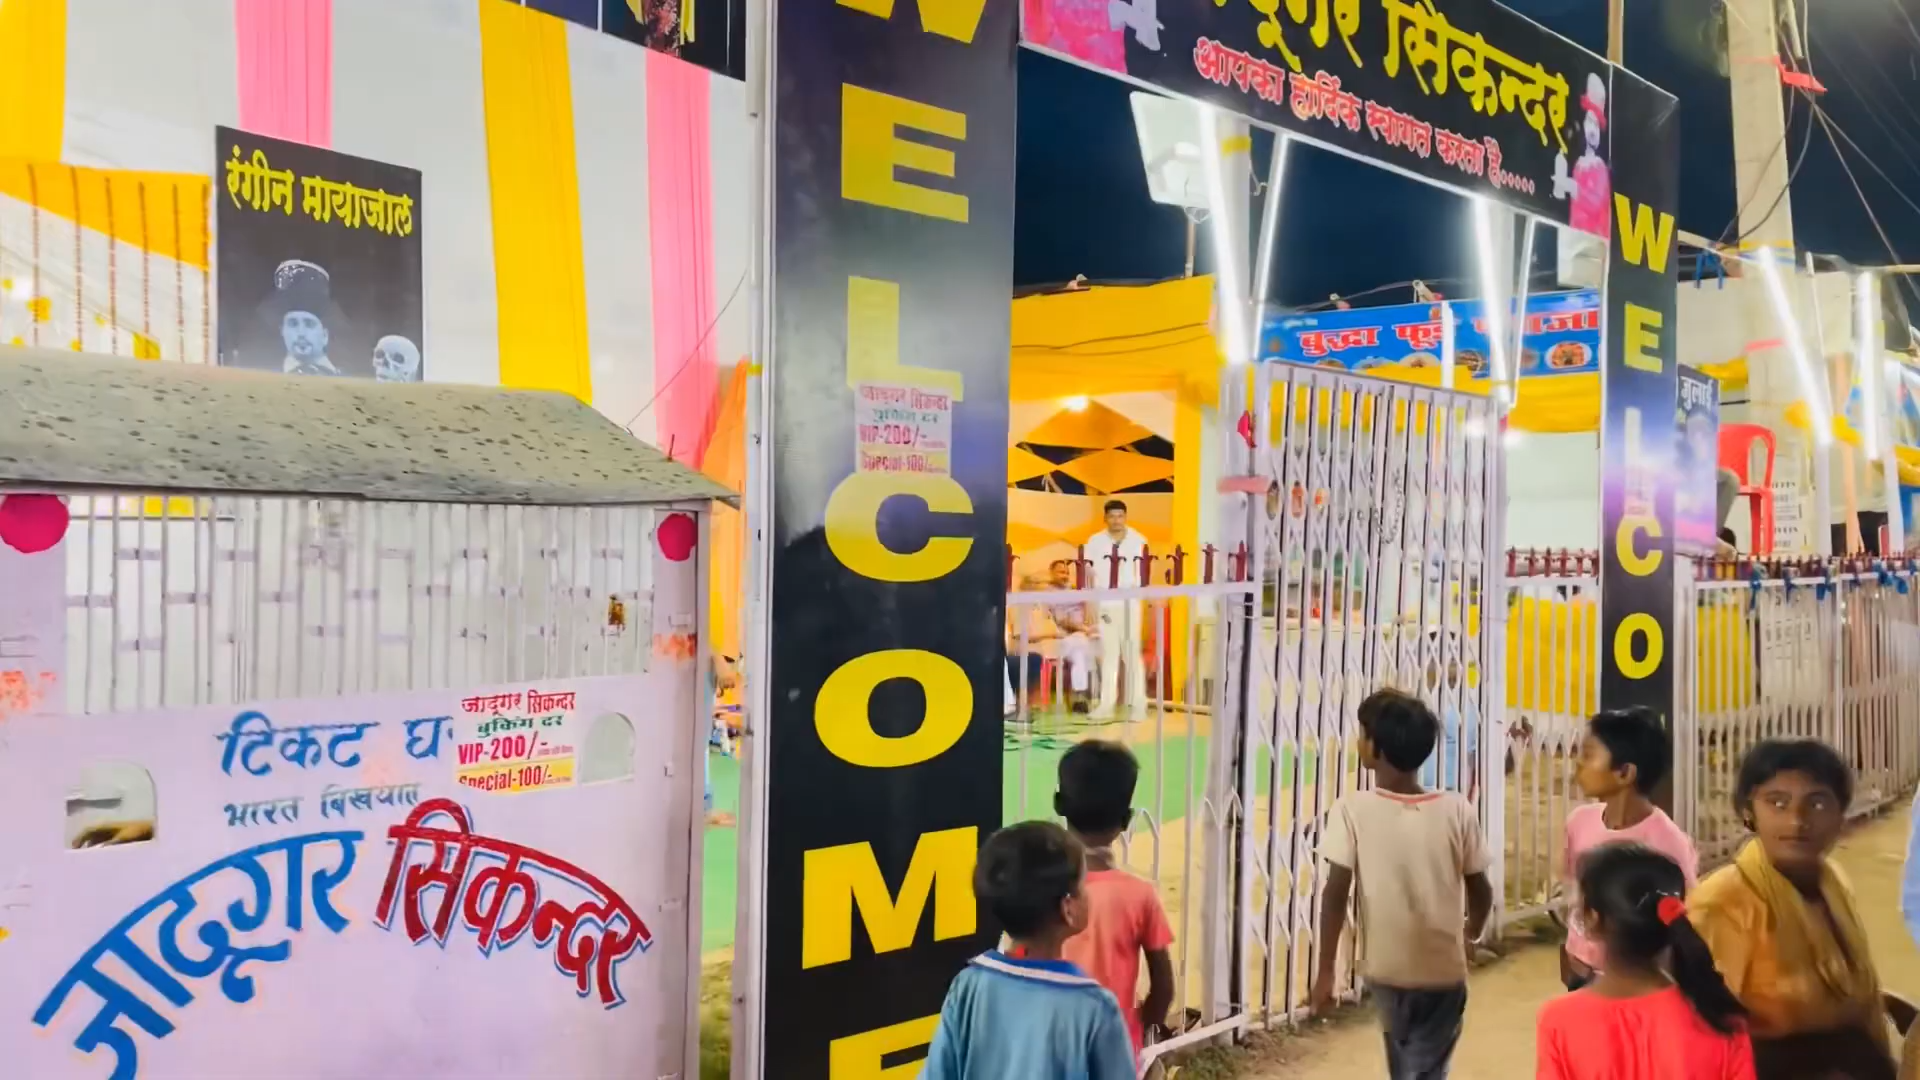 जादूगर सिकन्दर
आपका हार्दिक स्वागत करता है.....
रंगीन मायाजाल
WELCOME
जादूगर सिकन्दर
बुकिंग दर
VIP-200/-
Special-100/-
WELCO
बुद्धा फूड
जुलाई
टिकट घ
जादूगर सिकन्दर
बुकिंग दर
VIP-200/-
Special-100/-
भारत बिख्यात
जादूगर सिकन्दर